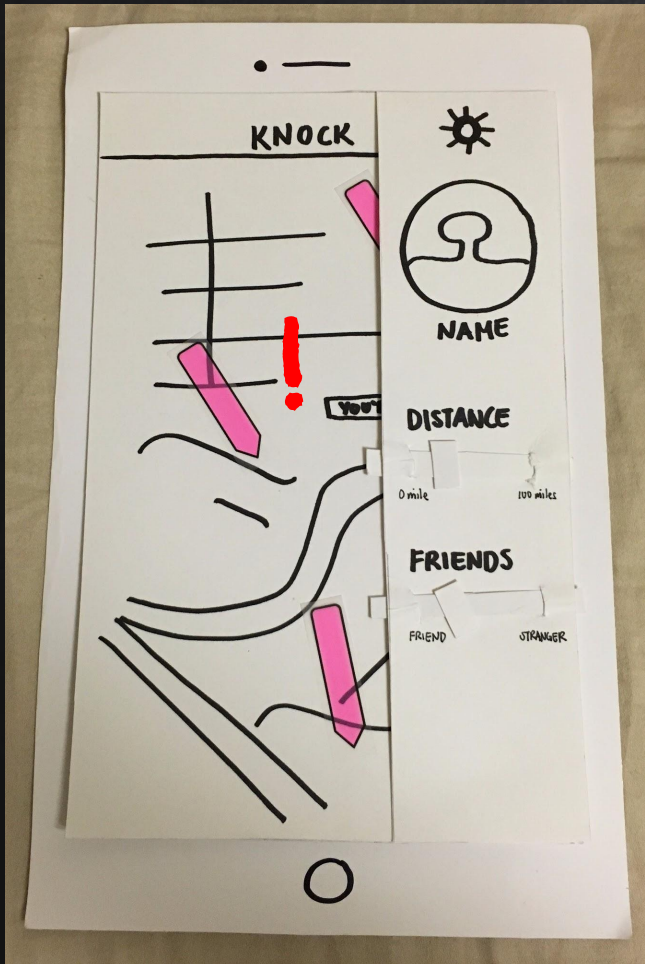 KNOCK
NAME
DISTANCE
0 mile
100 miles
FRIENDS
FRIEND
STRANGER